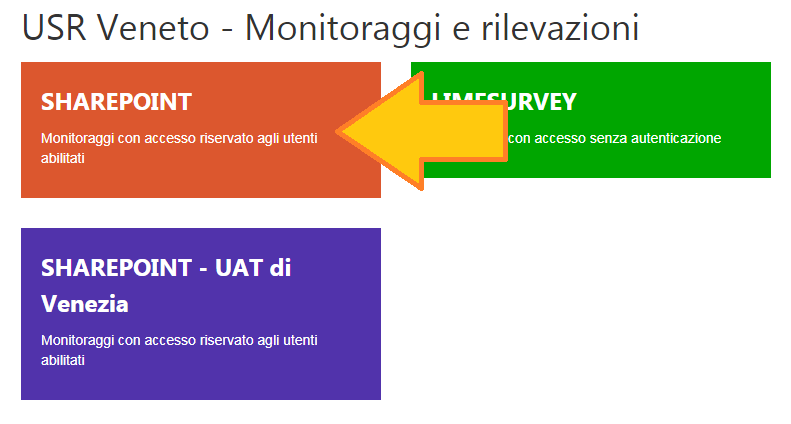 USR Veneto - Monitoraggi e rilevazioni
SHAREPOINT
Monitoraggi con accesso riservato agli utenti
abilitati
LIMESURVEY
con accesso senza autenticazione
SHAREPOINT - UAT di
Venezia
Monitoraggi con accesso riservato agli utenti
abilitati